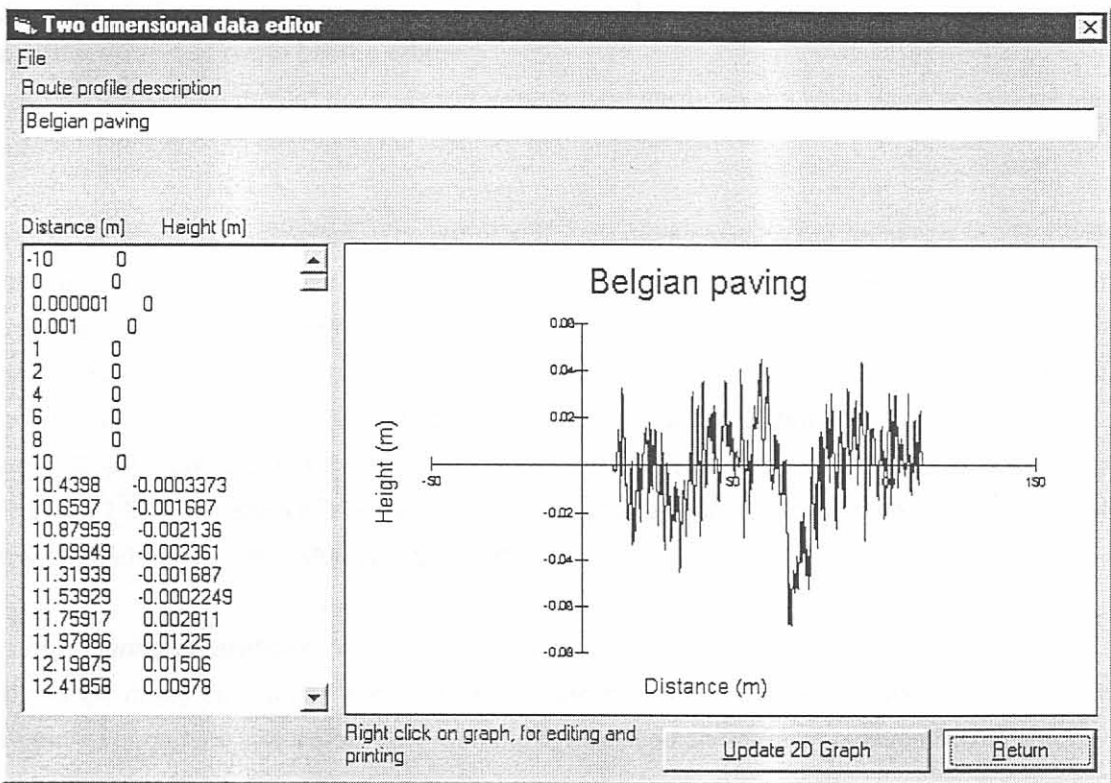 Two dimensional data editor
File
Route profile description
Belgian paving
Distance (m) Height (m)
-10 0
0 0
0.000001 0
0.001 0
1 0
2 0
4 0
6 0
8 0
10 0
10.4398 -0.0003373
10.6597 -0.001687
10.87959 -0.002136
11.09949 -0.002361
11.31939 -0.001687
11.53929 -0.0002249
11.75917 0.002811
11.97886 0.01225
12.19875 0.01506
12.41858 0.00978
Belgian paving
0.06
0.04
0.02
-50
50
150
-0.02
-0.04
-0.06
-0.08
Height (m)
Distance (m)
Right click on graph, for editing and
printing
Update 2D Graph
Return